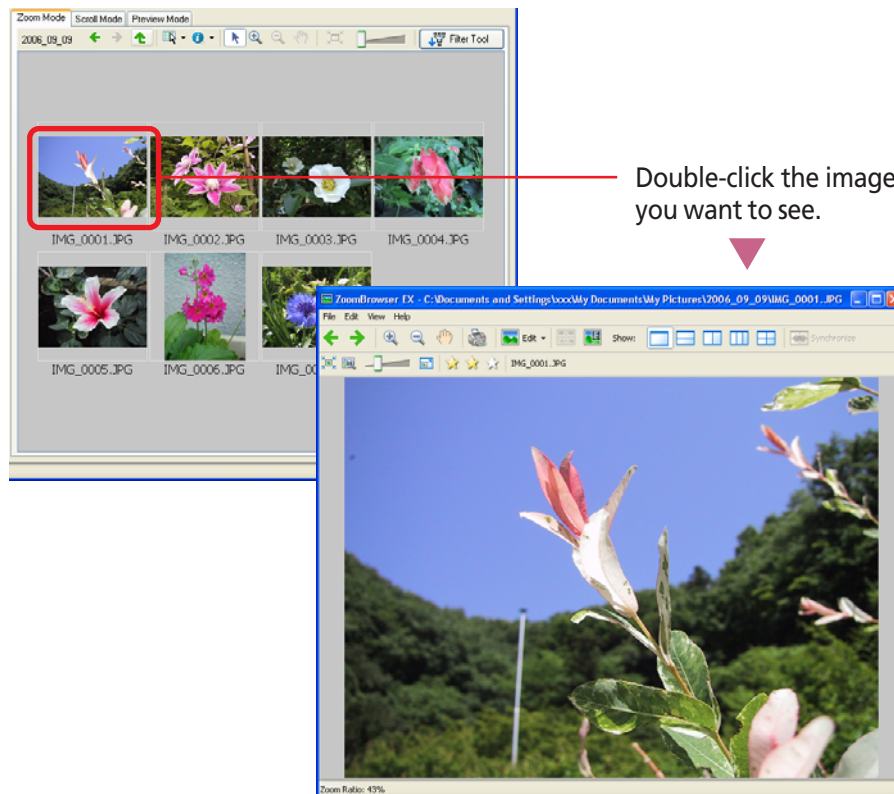 Zoom Mode Scroll Mode Preview Mode
2006_09_09 Filter Tool
IMG_0001.JPG IMG_0002.JPG IMG_0003.JPG IMG_0004.JPG
IMG_0005.JPG IMG_0006.JPG IMG_00
Double-click the image
you want to see.
ZoomBrowser EX - C:\Documents and Settings\xxx\My Documents\My Pictures\2006_09_09\IMG_0001.JPG
File Edit View Help
Edit Show: Synchronize
IMG_0001.JPG
Zoom Ratio: 43%